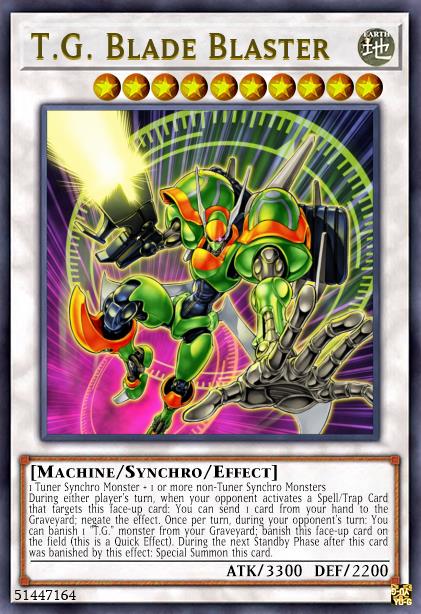 T.G. Blade Blaster
EARTH
地
[Machine/Synchro/Effect]
1 Tuner Synchro Monster + 1 or more non-Tuner Synchro Monsters
During either player's turn, when your opponent activates a Spell/Trap Card
that targets this face-up card: You can send 1 card from your hand to the
Graveyard; negate the effect. Once per turn, during your opponent's turn: You
can banish 1 "T.G." monster from your Graveyard; banish this face-up card on
the field (this is a Quick Effect). During the next Standby Phase after this card
was banished by this effect: Special Summon this card.
ATK/3300 DEF/2200
51447164